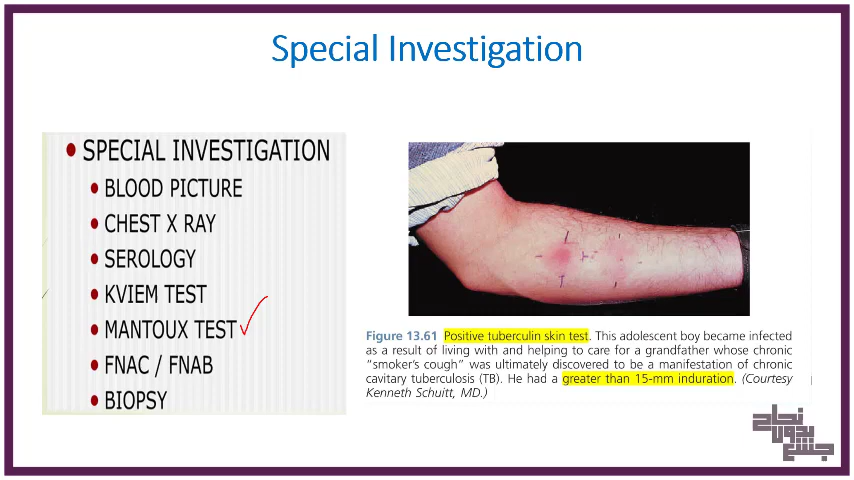 Special Investigation
• SPECIAL INVESTIGATION
• BLOOD PICTURE
• CHEST X RAY
• SEROLOGY
• KVIEM TEST
• MANTOUX TEST
• FNAC / FNAB
• BIOPSY
Figure 13.61 Positive tuberculin skin test. This adolescent boy became infected
as a result of living with and helping to care for a grandfather whose chronic
“smoker’s cough” was ultimately discovered to be a manifestation of chronic
cavitary tuberculosis (TB). He had a greater than 15-mm induration. (Courtesy
Kenneth Schuitt, MD.)
نجاح
بدون
جشع